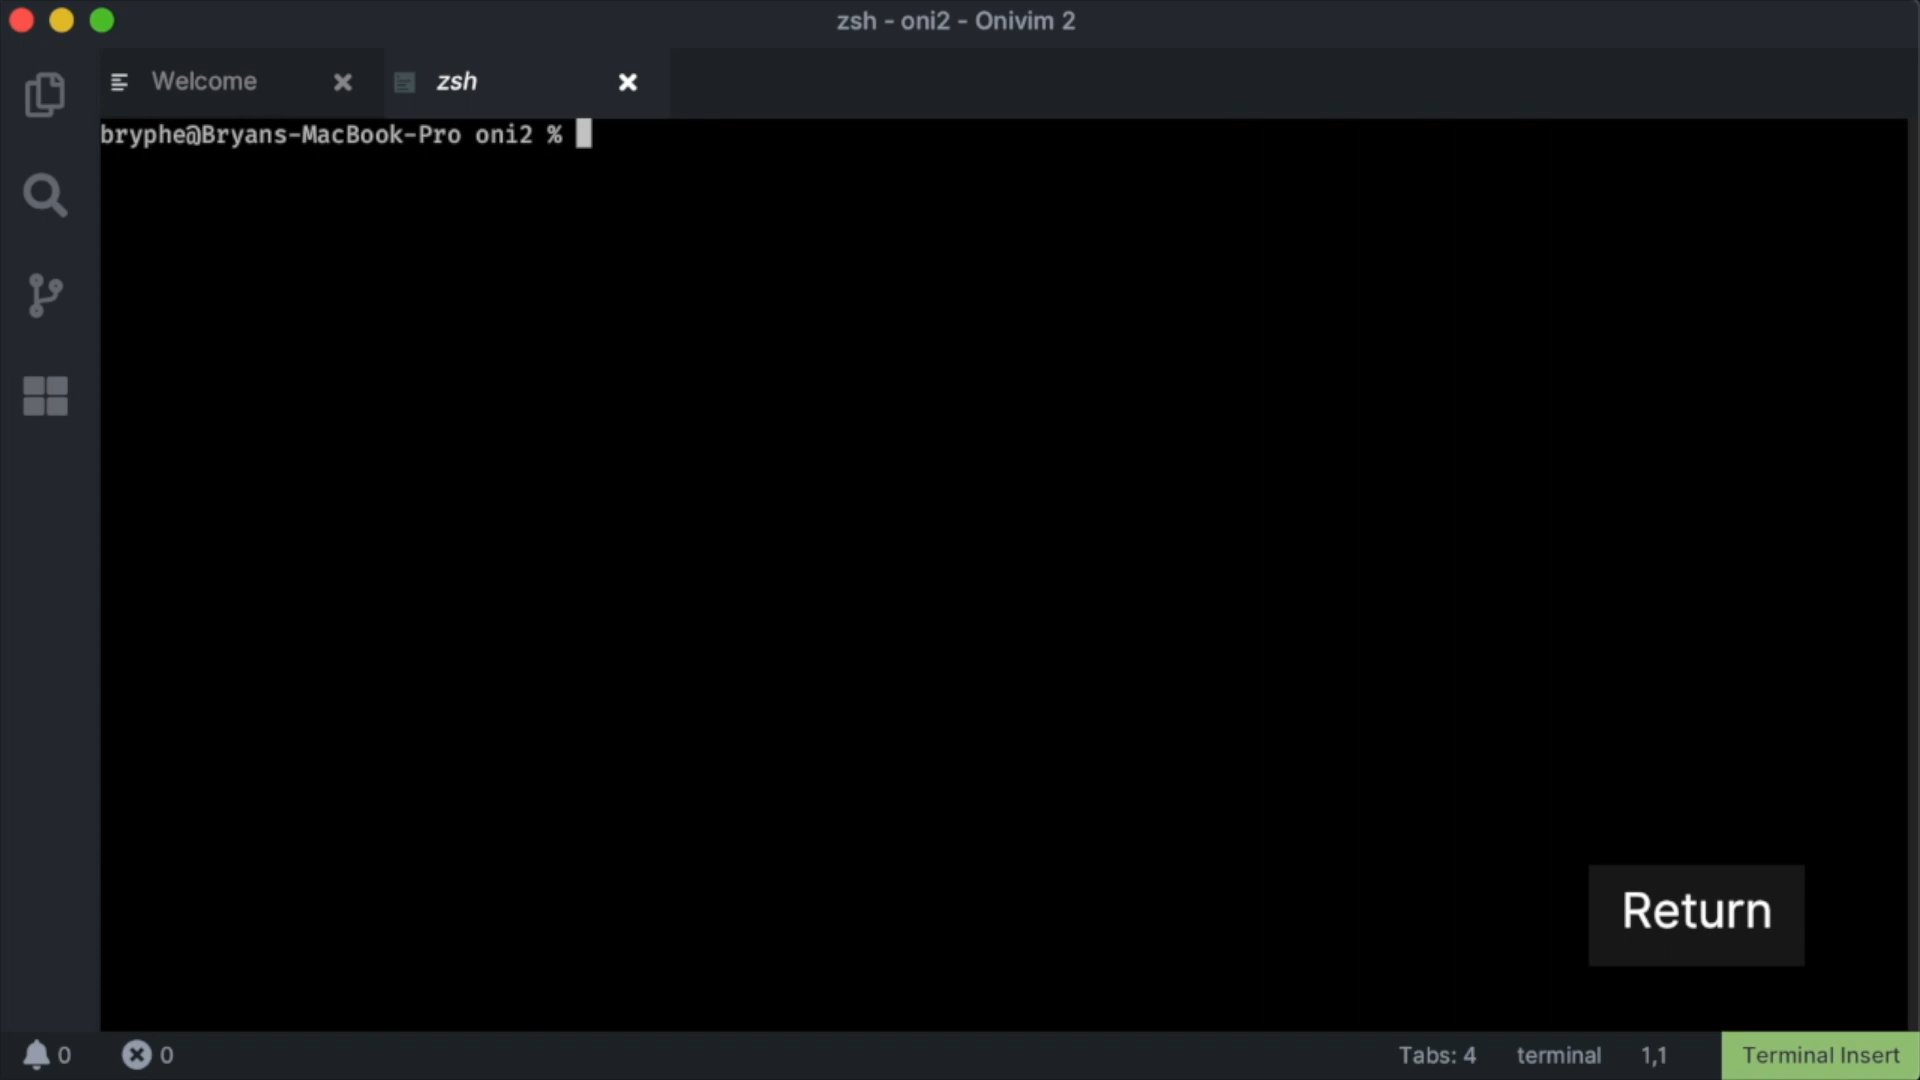 zsh - oni2 - Onivim 2
Welcome
zsh
bryphe@Bryans-MacBook-Pro oni2 %
Return
0
0
Tabs: 4
terminal
1,1
Terminal Insert